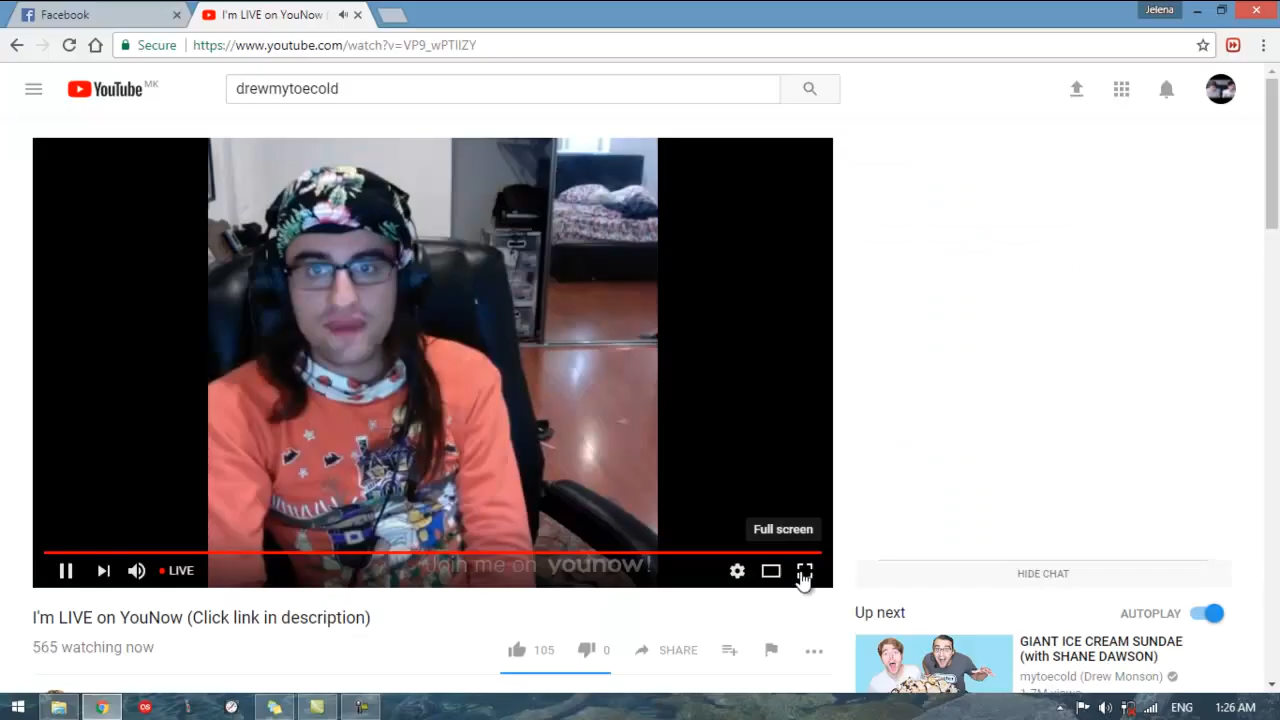 Facebook
I'm LIVE on YouNow
Jelena
Secure
https://www.youtube.com/watch?v=VP9_wPTIIZY
YouTube MK
drewmytoecold
Full screen
Join me on younow!
LIVE
HIDE CHAT
I'm LIVE on YouNow (Click link in description)
565 watching now
105
0
SHARE
Up next
AUTOPLAY
GIANT ICE CREAM SUNDAE
(with SHANE DAWSON)
mytoecold (Drew Monson)
ENG
1:26 AM